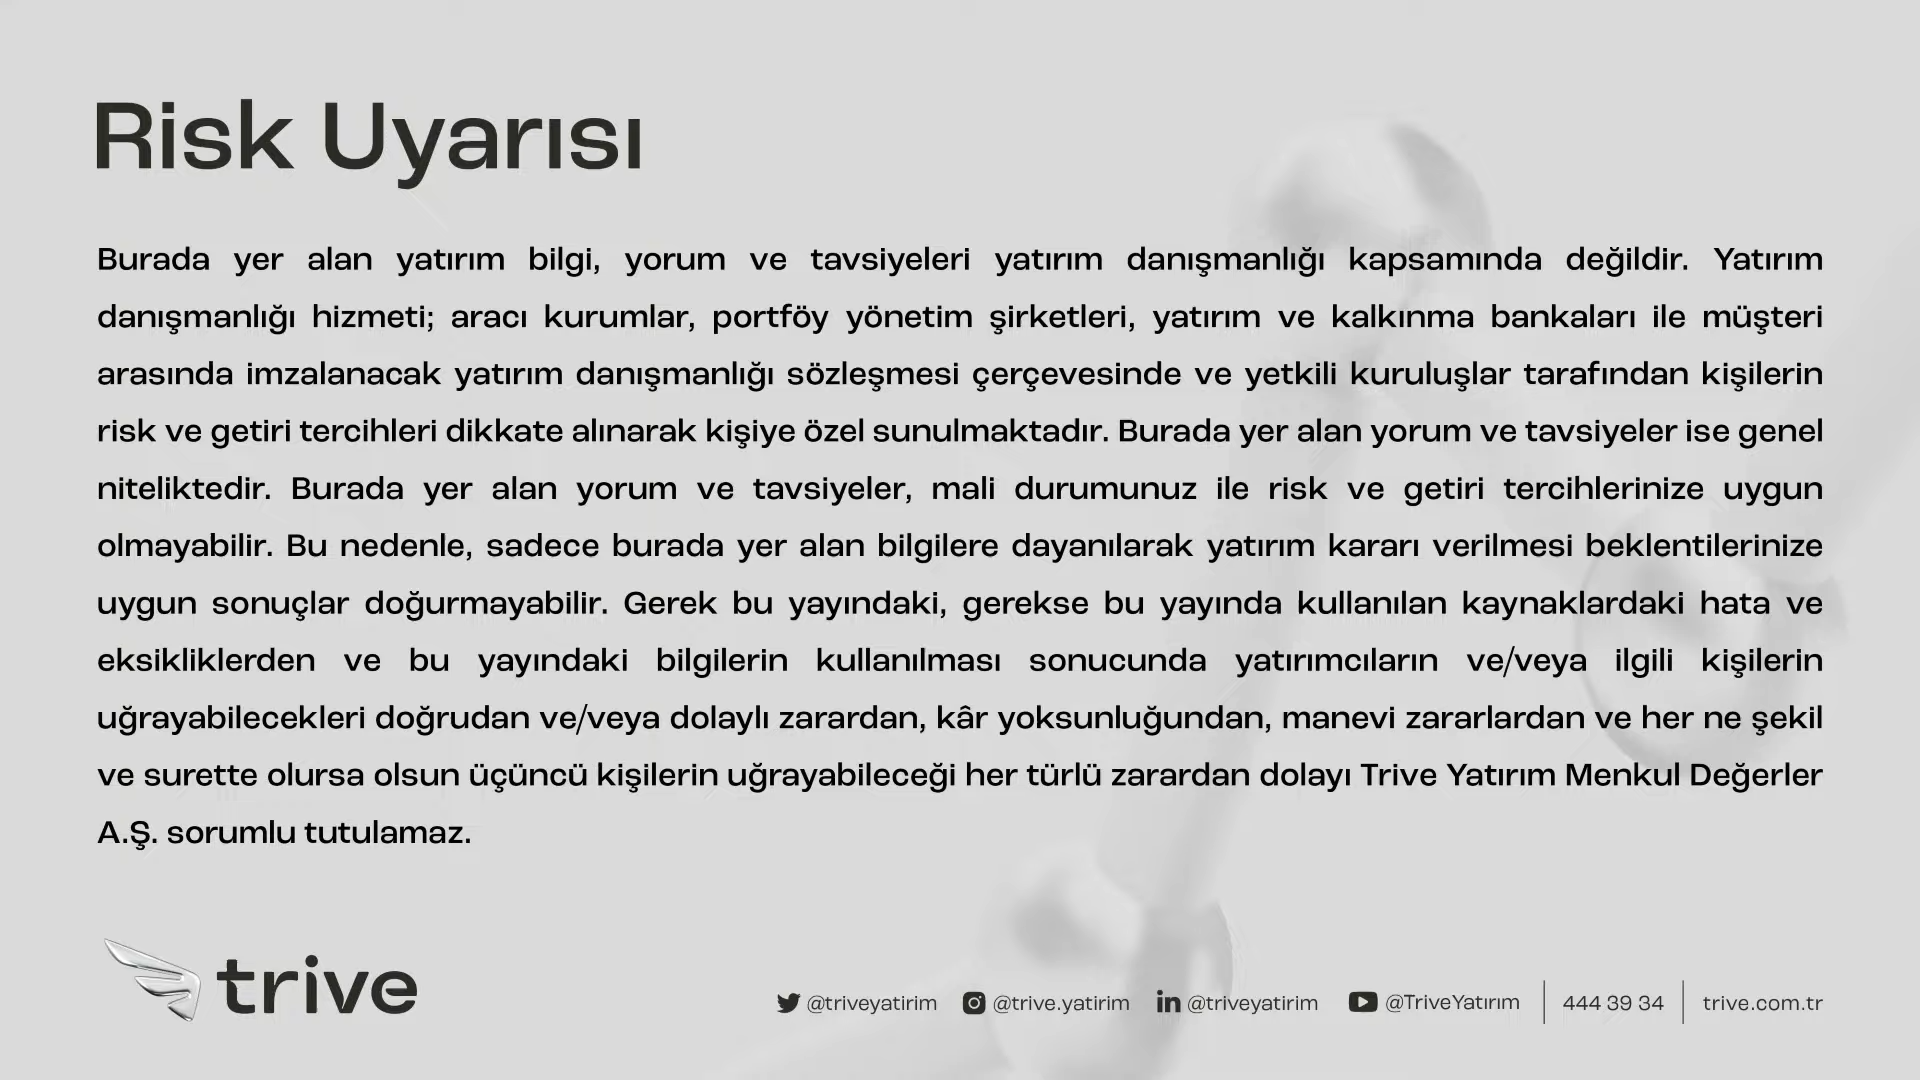 Risk Uyarısı
Burada yer alan yatırım bilgi, yorum ve tavsiyeleri yatırım danışmanlığı kapsamında değildir. Yatırım
danışmanlığı hizmeti; aracı kurumlar, portföy yönetim şirketleri, yatırım ve kalkınma bankaları ile müşteri
arasında imzalanacak yatırım danışmanlığı sözleşmesi çerçevesinde ve yetkili kuruluşlar tarafından kişilerin
risk ve getiri tercihleri dikkate alınarak kişiye özel sunulmaktadır. Burada yer alan yorum ve tavsiyeler ise genel
niteliktedir. Burada yer alan yorum ve tavsiyeler, mali durumunuz ile risk ve getiri tercihlerinize uygun
olmayabilir. Bu nedenle, sadece burada yer alan bilgilere dayanılarak yatırım kararı verilmesi beklentilerinize
uygun sonuçlar doğurmayabilir. Gerek bu yayındaki, gerekse bu yayında kullanılan kaynaklardaki hata ve
eksikliklerden ve bu yayındaki bilgilerin kullanılması sonucunda yatırımcıların ve/veya ilgili kişilerin
uğrayabilecekleri doğrudan ve/veya dolaylı zarardan, kâr yoksunluğundan, manevi zararlardan ve her ne şekil
ve surette olursa olsun üçüncü kişilerin uğrayabileceği her türlü zarardan dolayı Trive Yatırım Menkul Değerler
A.Ş. sorumlu tutulamaz.
trive
@triveyatirim @trive.yatirim @triveyatirim @TriveYatırım 444 39 34 trive.com.tr